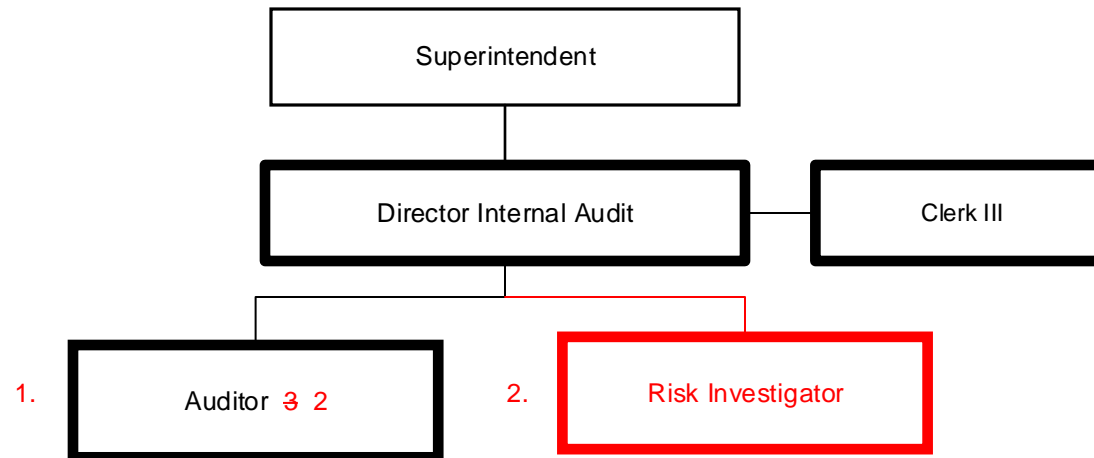 Superintendent
Director Internal Audit
Clerk III
1.
Auditor 3 2
2.
Risk Investigator